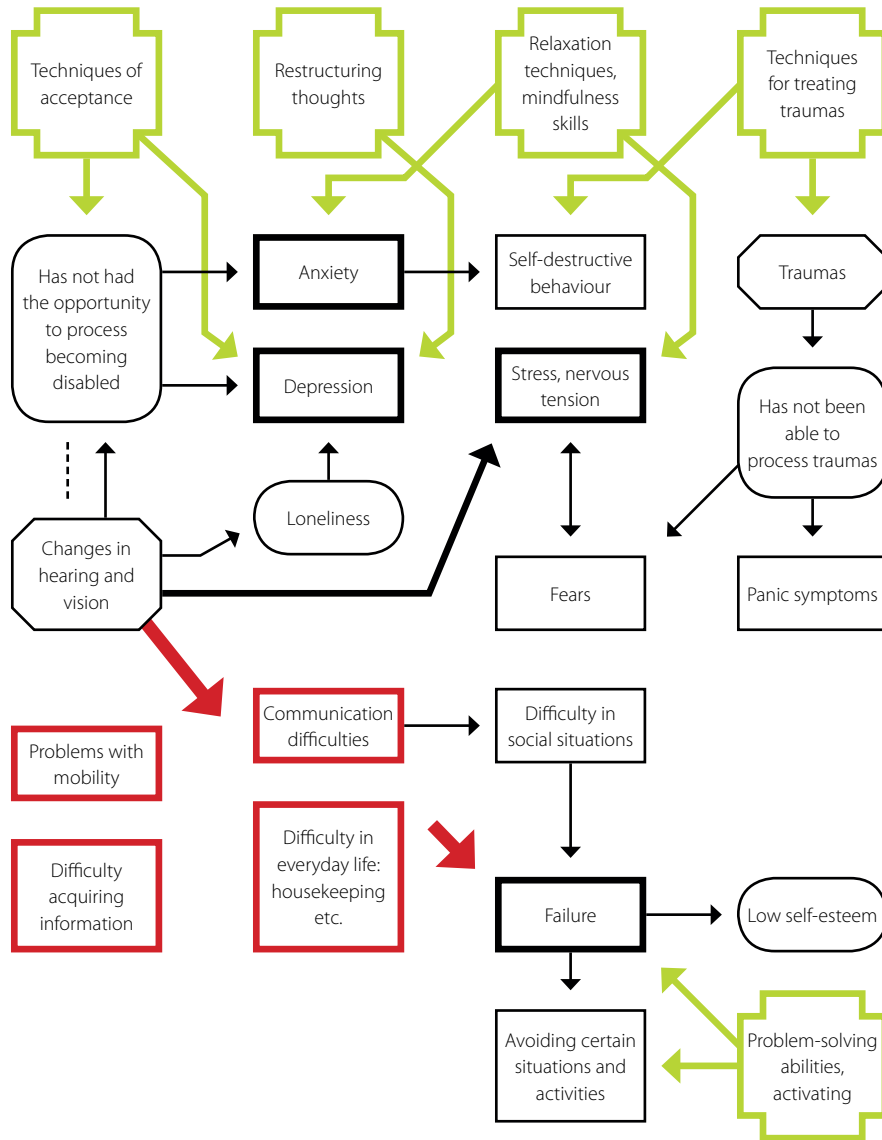 Techniques of
acceptance
Restructuring
thoughts
Relaxation
techniques,
mindfulness
skills
Techniques
for treating
traumas
Has not had
the opportunity
to process
becoming
disabled
Anxiety
Self-destructive
behaviour
Traumas
Depression
Stress, nervous
tension
Has not been
able to
process traumas
Loneliness
Changes in
hearing and
vision
Fears
Panic symptoms
Communication
difficulties
Difficulty in
social situations
Problems with
mobility
Difficulty in
everyday life:
housekeeping
etc.
Difficulty
acquiring
information
Failure
Low self-esteem
Avoiding certain
situations and
activities
Problem-solving
abilities,
activating